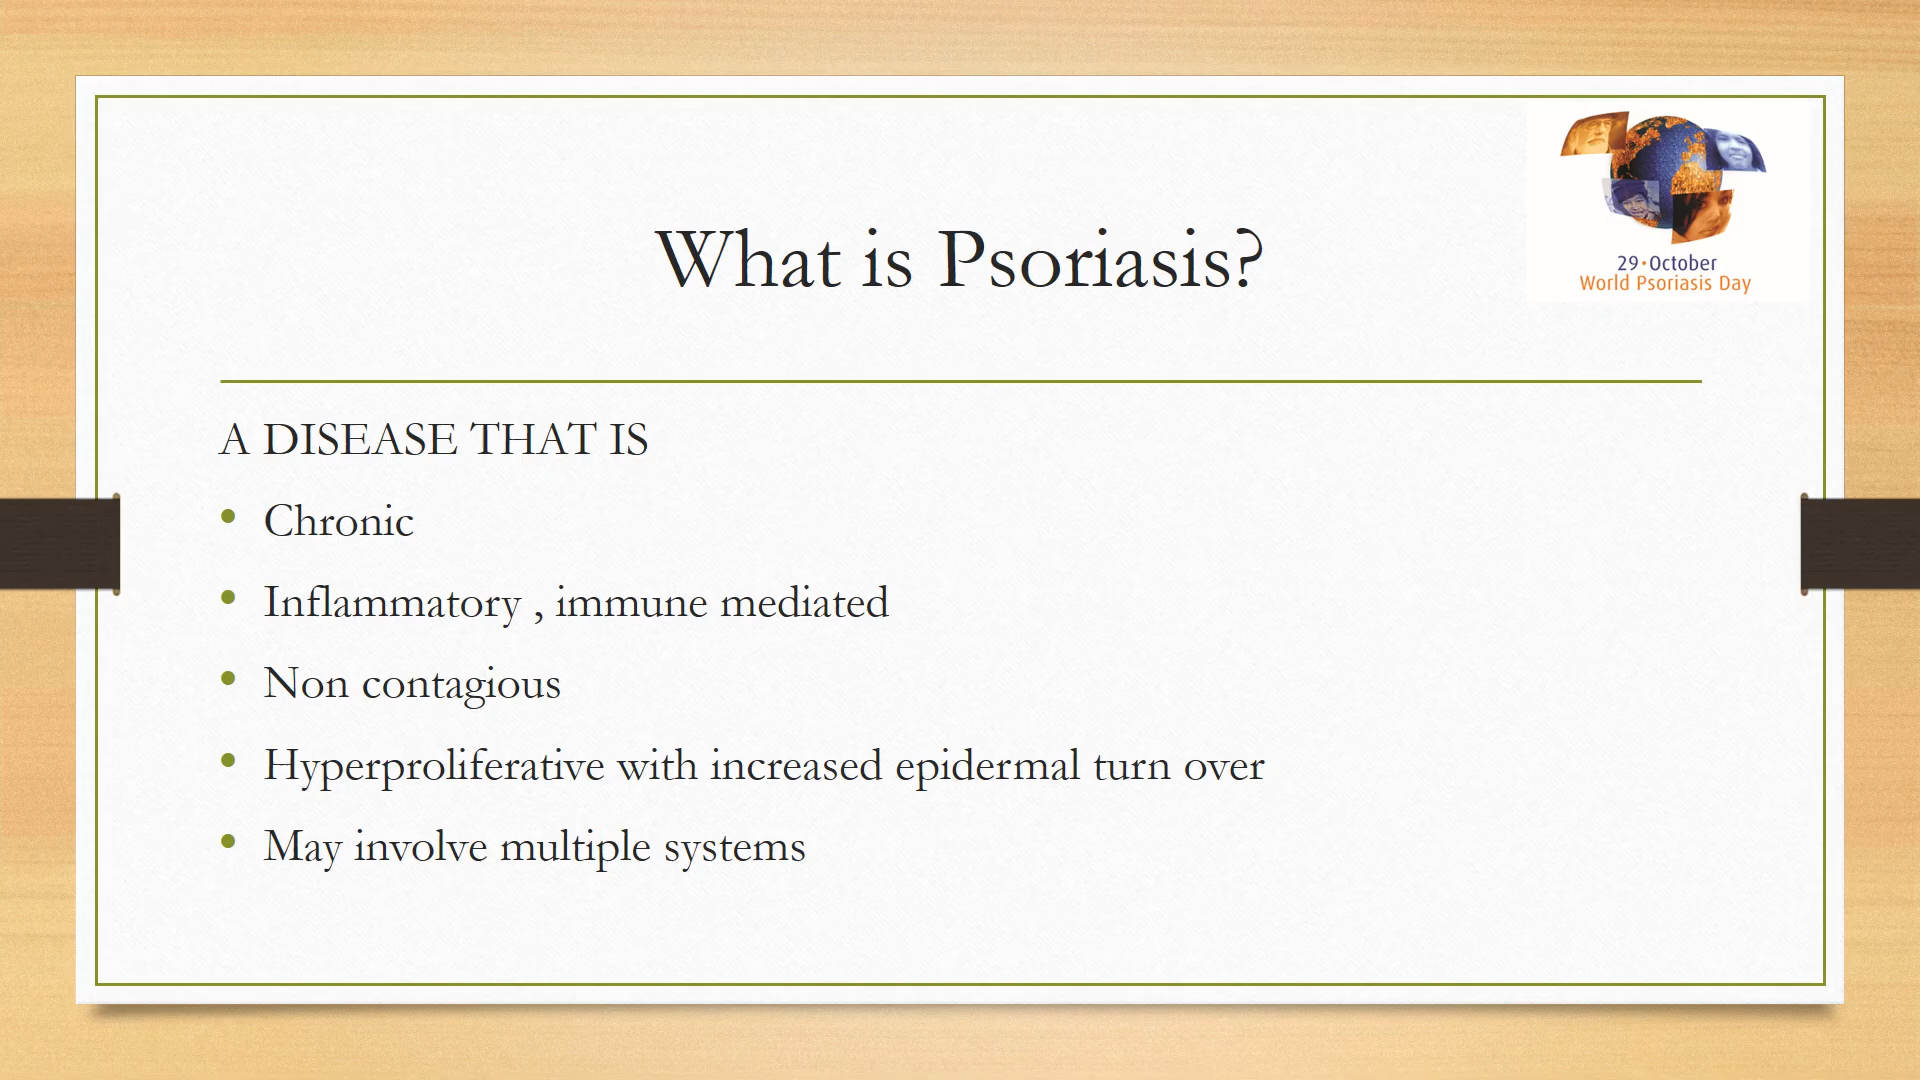 29•October
World Psoriasis Day
What is Psoriasis?
A DISEASE THAT IS
• Chronic
• Inflammatory , immune mediated
• Non contagious
• Hyperproliferative with increased epidermal turn over
• May involve multiple systems